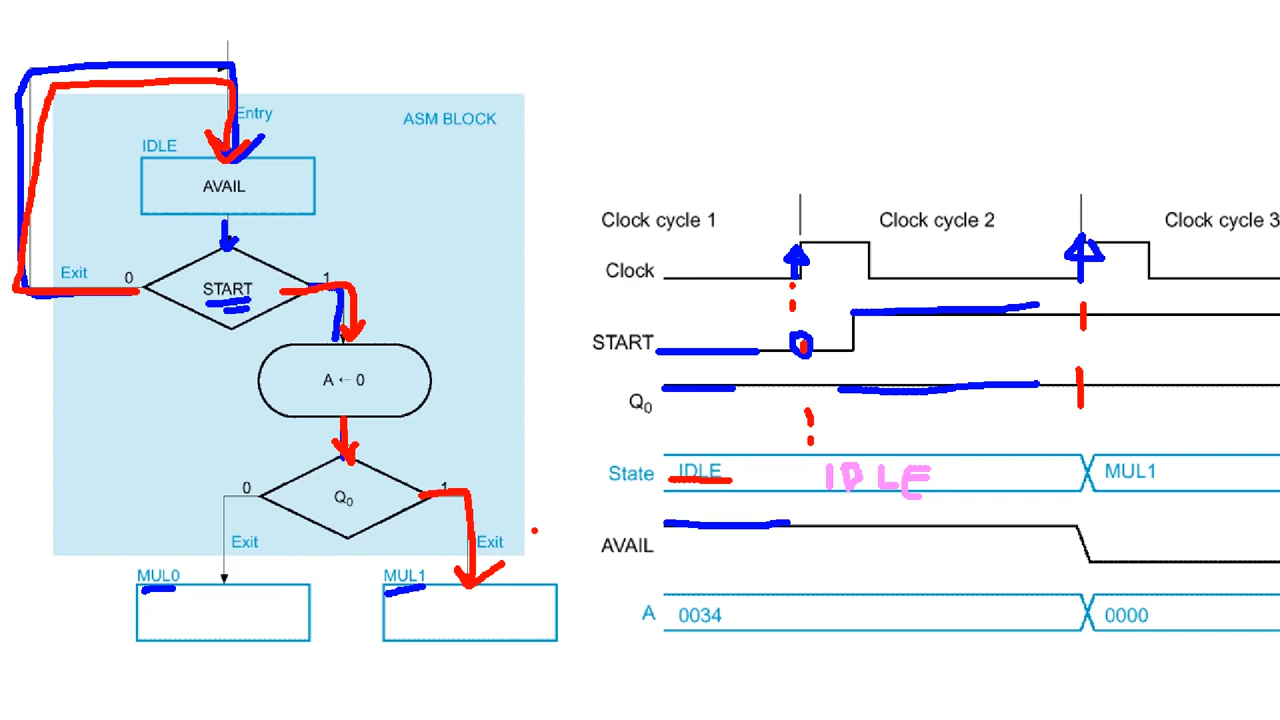 Entry
ASM BLOCK
IDLE
AVAIL
Exit
0
START
1
A ← 0
0
Q0
1
Exit
Exit
MUL0
MUL1
Clock cycle 1
Clock cycle 2
Clock cycle 3
Clock
START
Q0
State
IDLE
IDLE
MUL1
AVAIL
A
0034
0000